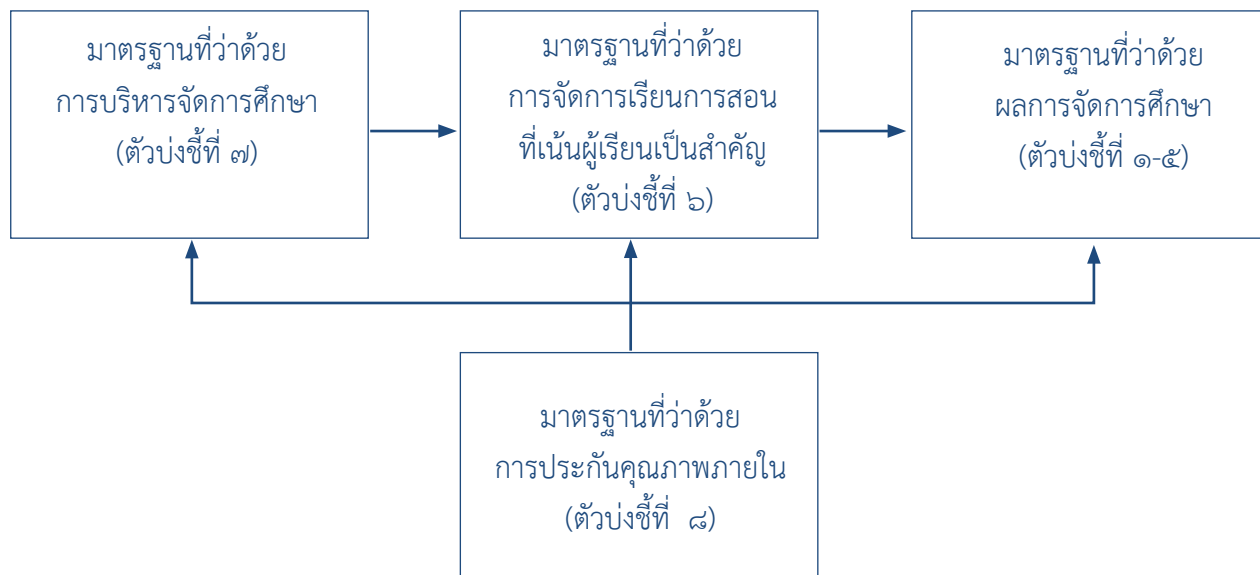 มาตรฐานที่ว่าด้วย
การบริหารจัดการศึกษา
(ตัวบ่งชี้ที่ ๗)
มาตรฐานที่ว่าด้วย
การจัดการเรียนการสอน
ที่เน้นผู้เรียนเป็นสำคัญ
(ตัวบ่งชี้ที่ ๖)
มาตรฐานที่ว่าด้วย
ผลการจัดการศึกษา
(ตัวบ่งชี้ที่ ๑-๕)
มาตรฐานที่ว่าด้วย
การประกันคุณภาพภายใน
(ตัวบ่งชี้ที่ ๘)